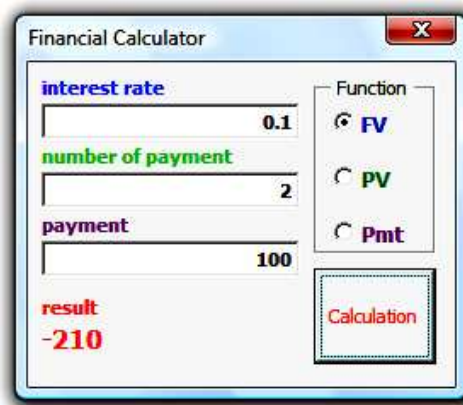 Financial Calculator
X
interest rate
0.1
number of payment
2
payment
100
result
-210
Function
FV
PV
Pmt
Calculation